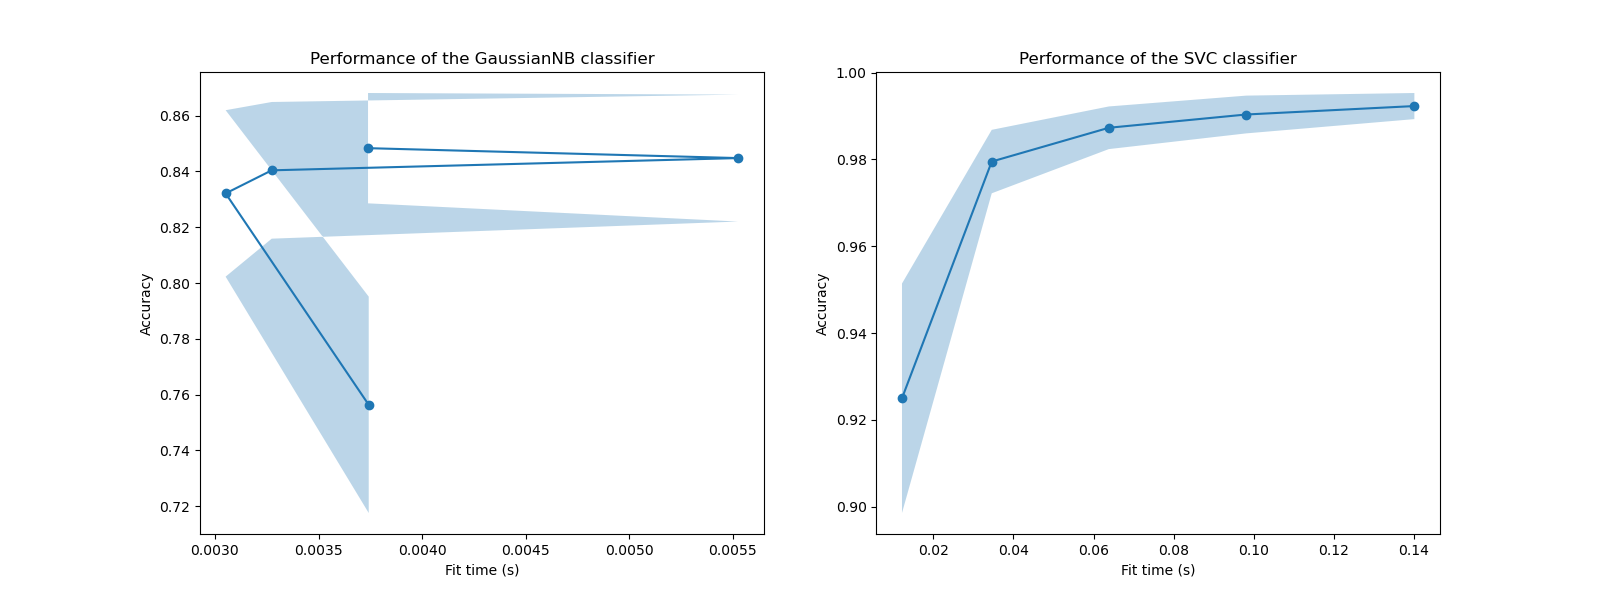 Performance of the GaussianNB classifier
0.86
0.84
0.82
0.80
0.78
0.76
0.74
0.72
Accuracy
0.0030 0.0035 0.0040 0.0045 0.0050 0.0055
Fit time (s)
Performance of the SVC classifier
1.00
0.98
0.96
0.94
0.92
0.90
Accuracy
0.02 0.04 0.06 0.08 0.10 0.12 0.14
Fit time (s)